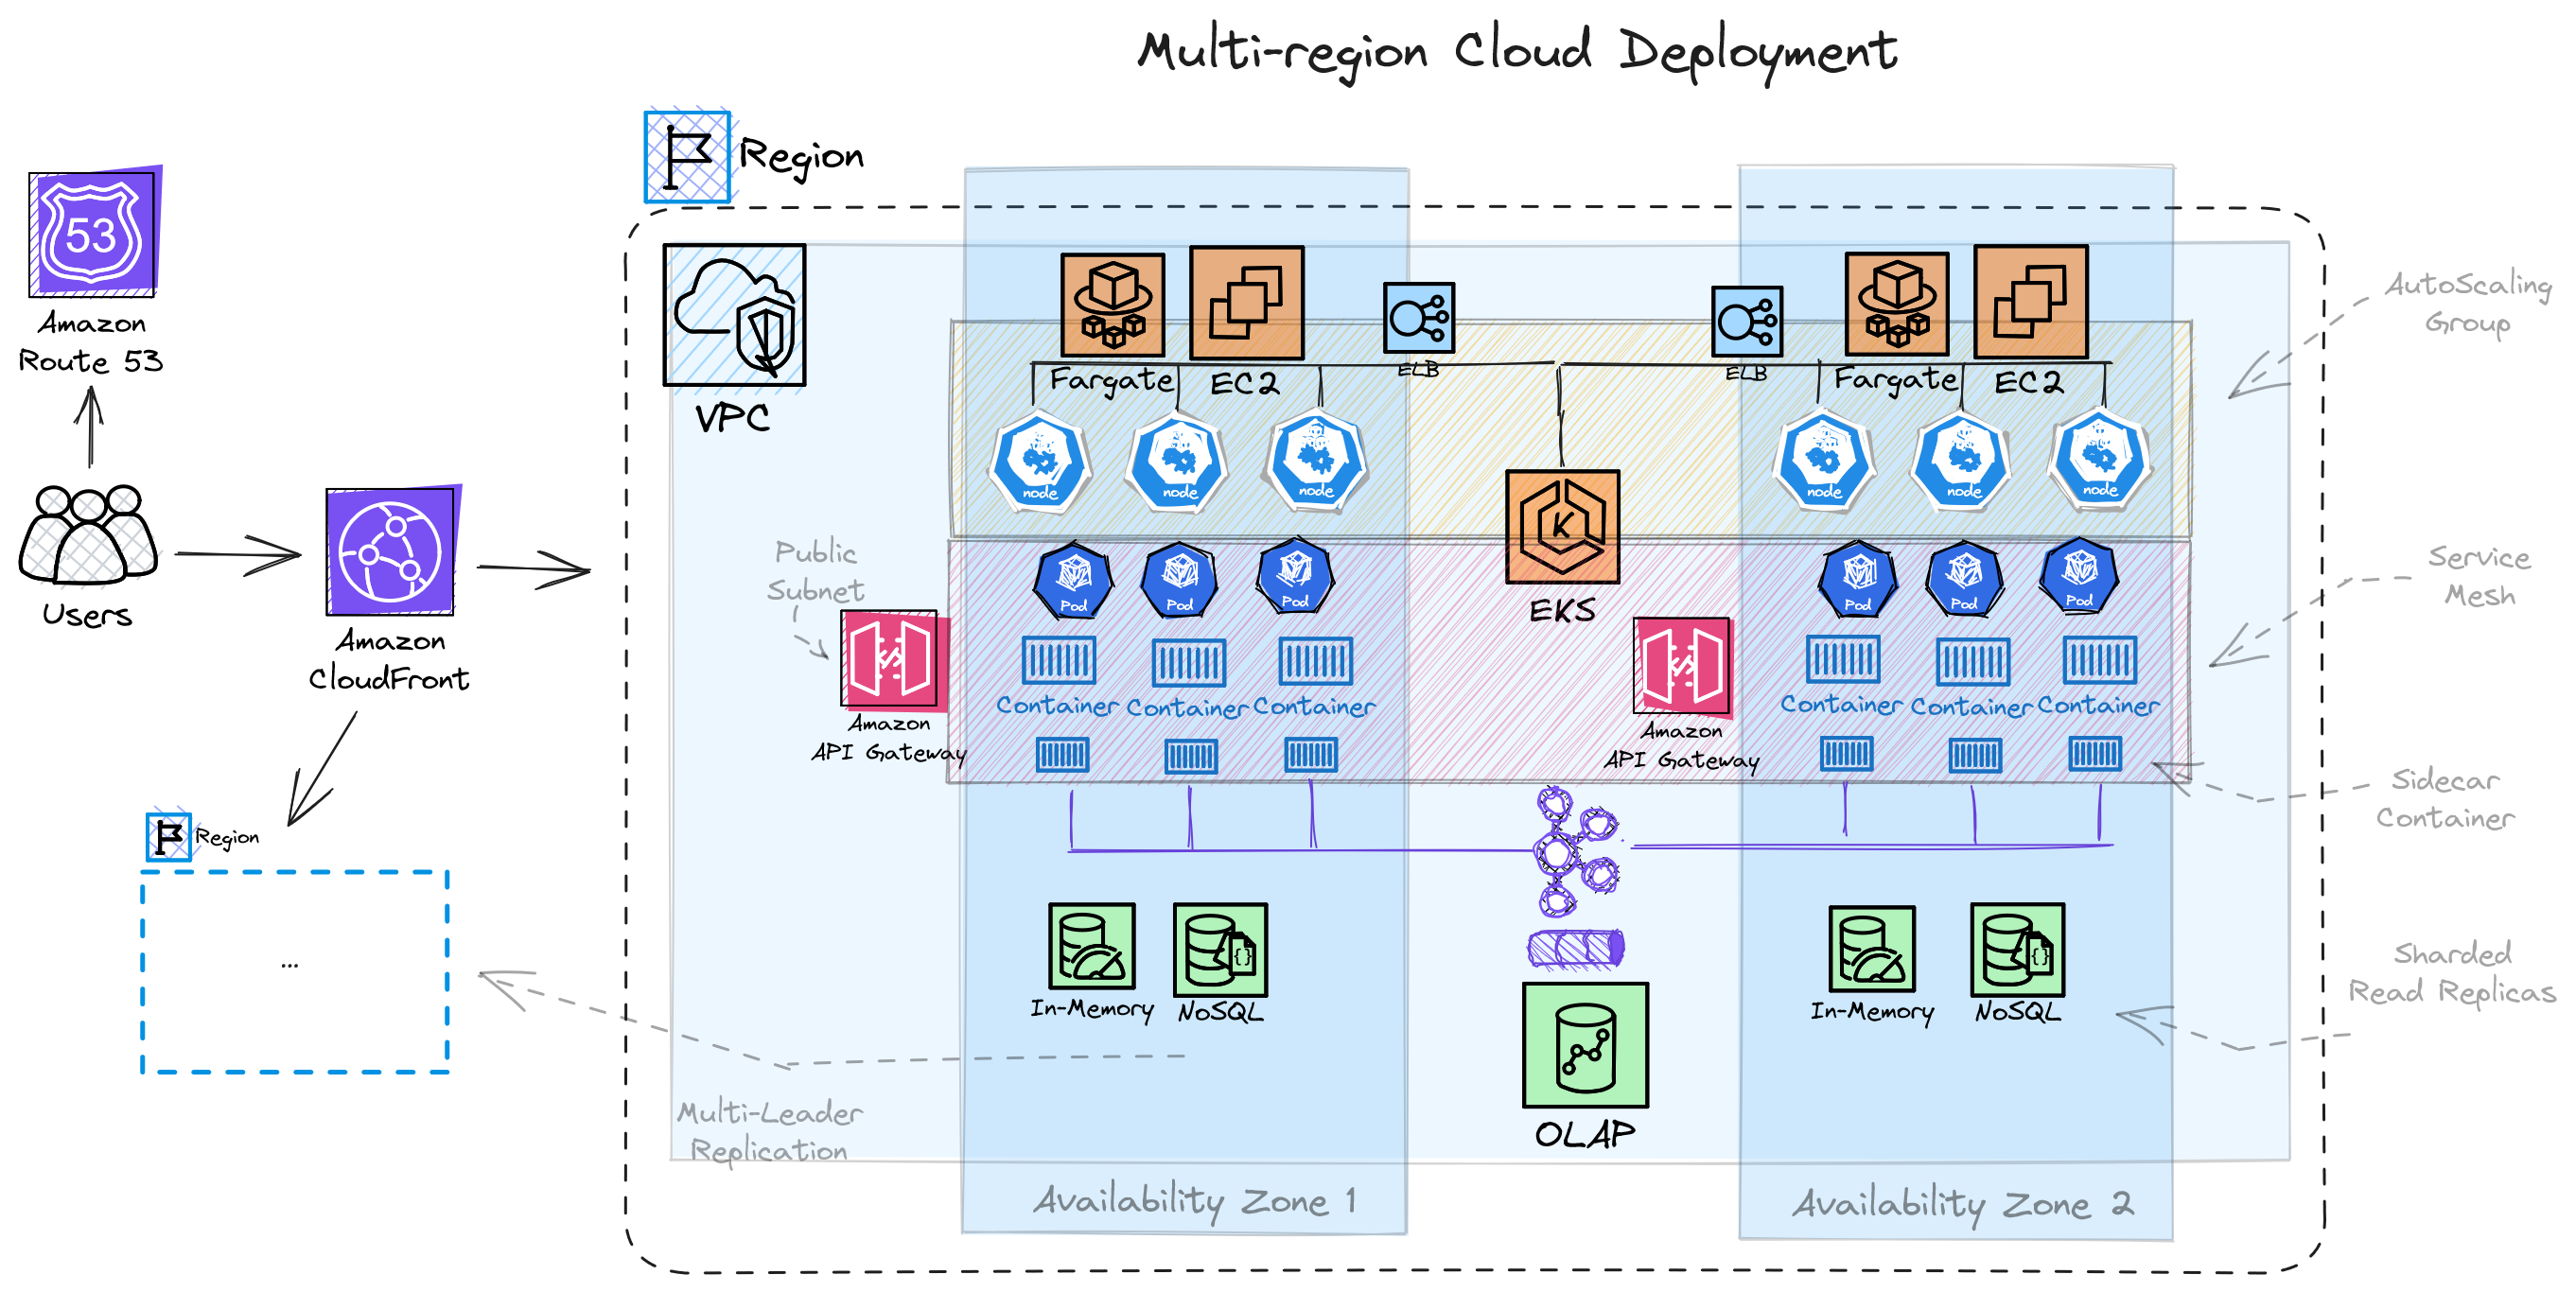 Multi-region Cloud Deployment
Region
53
Amazon
Route 53
Users
Amazon
CloudFront
Region
...
VPC
Fargate
EC2
ELB
ELB
Fargate
EC2
node
node
node
node
node
node
K
EKS
Public
Subnet
Pod
Pod
Pod
Pod
Pod
Pod
Container
Container
Container
Container
Container
Container
Amazon
API Gateway
Amazon
API Gateway
In-Memory
NoSQL
In-Memory
NoSQL
OLAP
Multi-Leader
Replication
Availability Zone 1
Availability Zone 2
AutoScaling
Group
Service
Mesh
Sidecar
Container
Sharded
Read Replicas